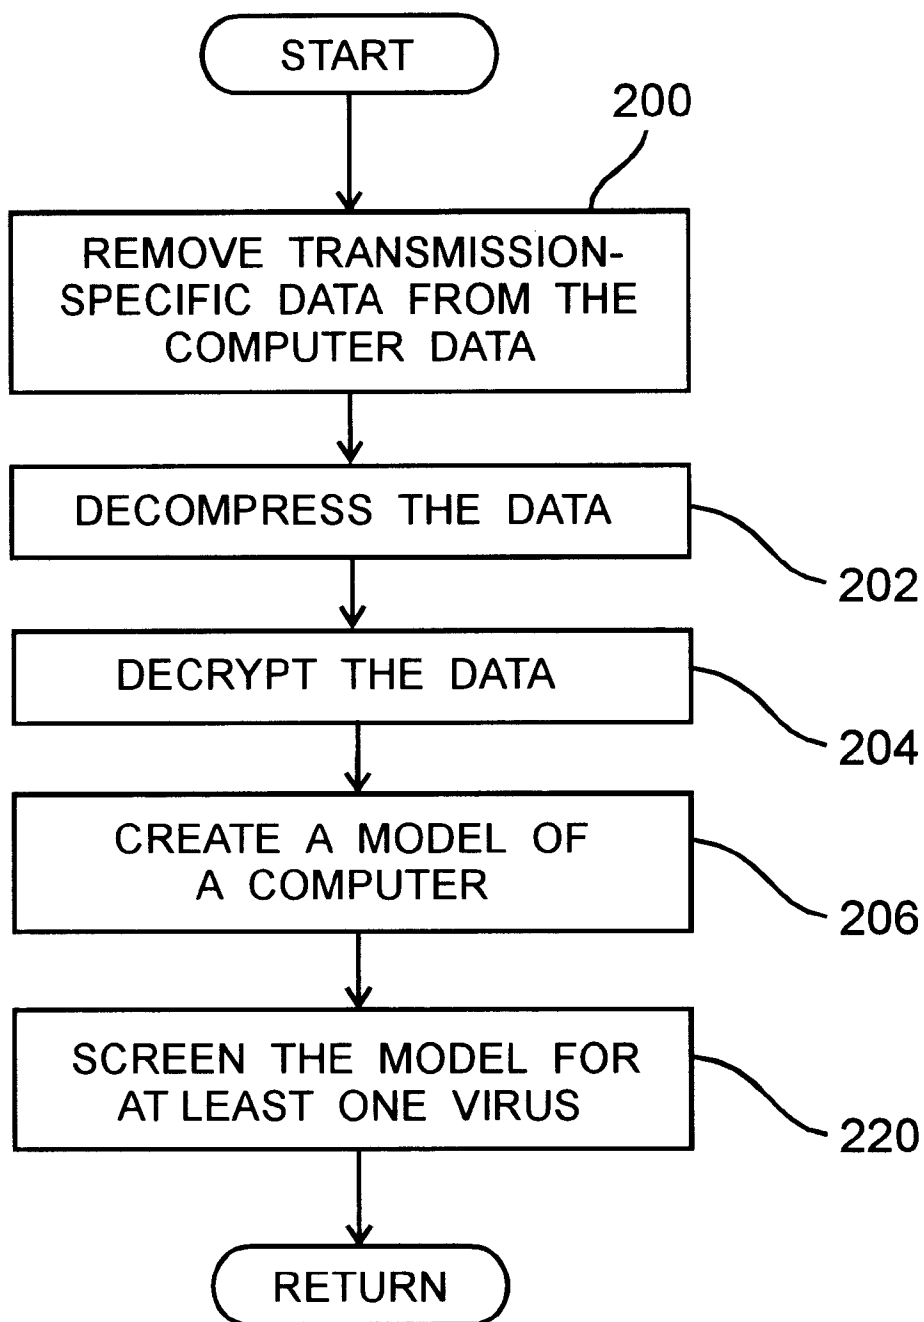 START
200
REMOVE TRANSMISSION-
SPECIFIC DATA FROM THE
COMPUTER DATA
DECOMPRESS THE DATA
202
DECRYPT THE DATA
204
CREATE A MODEL OF
A COMPUTER
206
SCREEN THE MODEL FOR
AT LEAST ONE VIRUS
220
RETURN